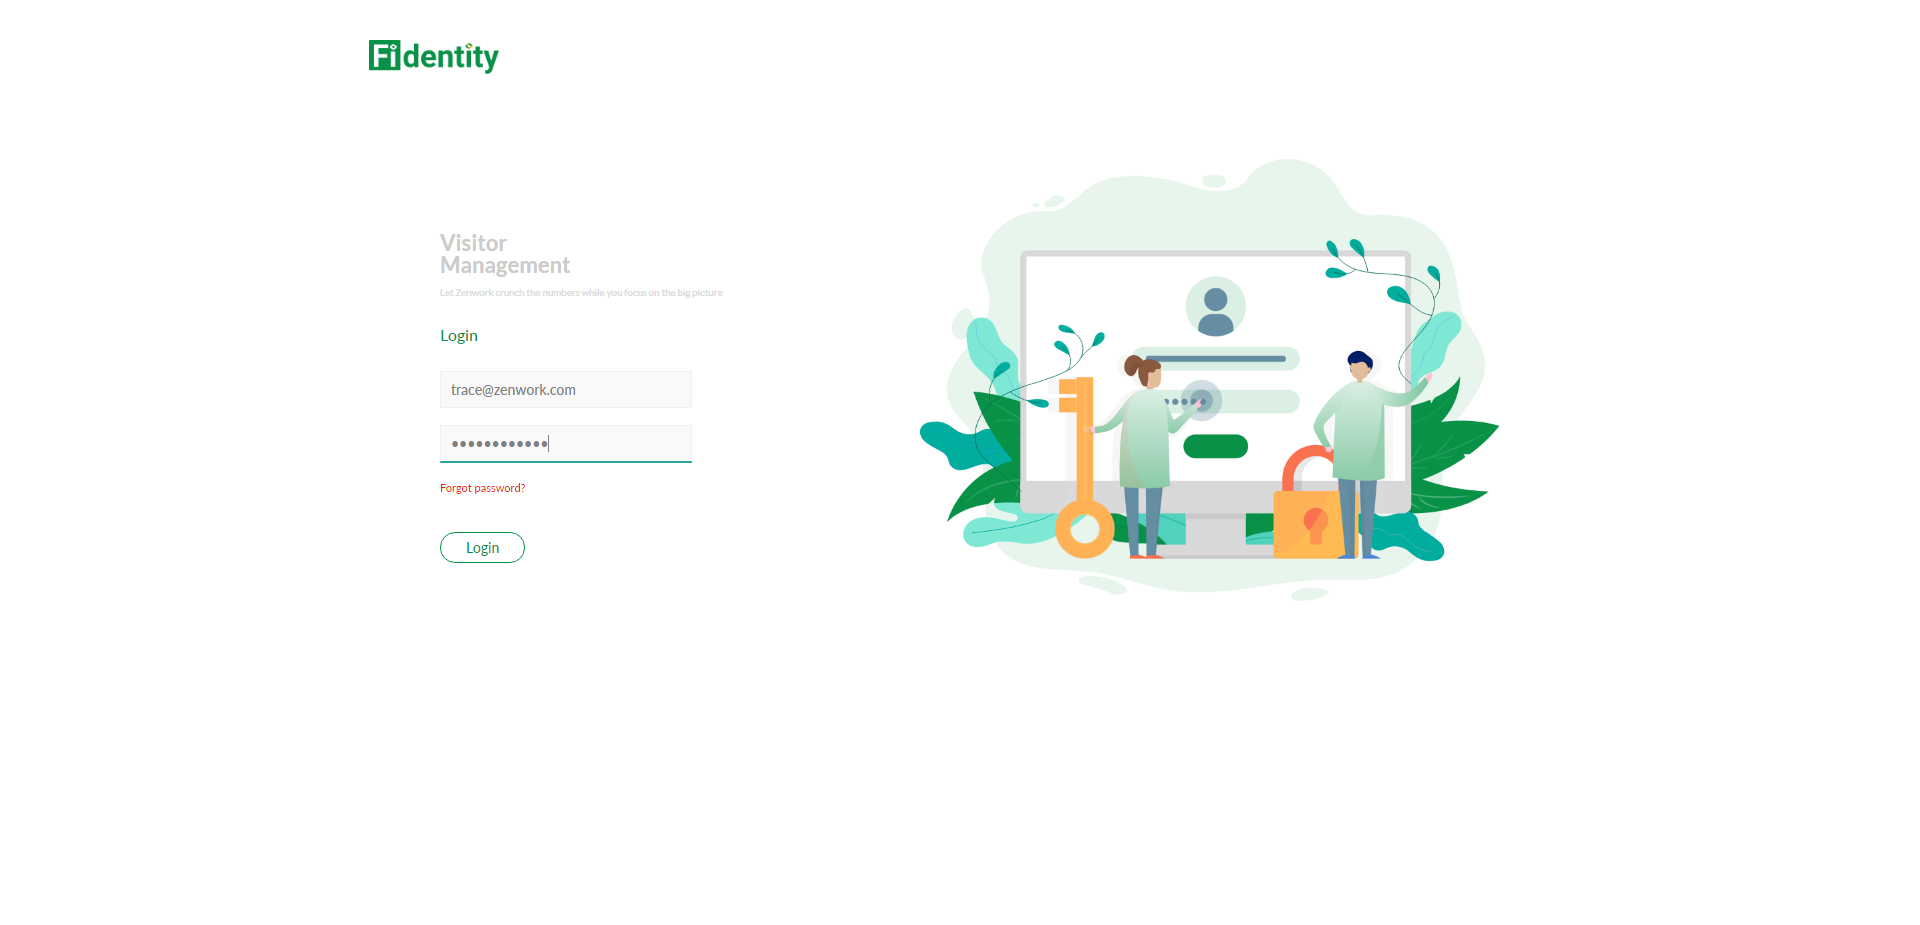 Fidentity
Visitor
Management
Let Zenwork crunch the numbers while you focus on the big picture
Login
trace@zenwork.com
••••••••••••
Forgot password?
Login